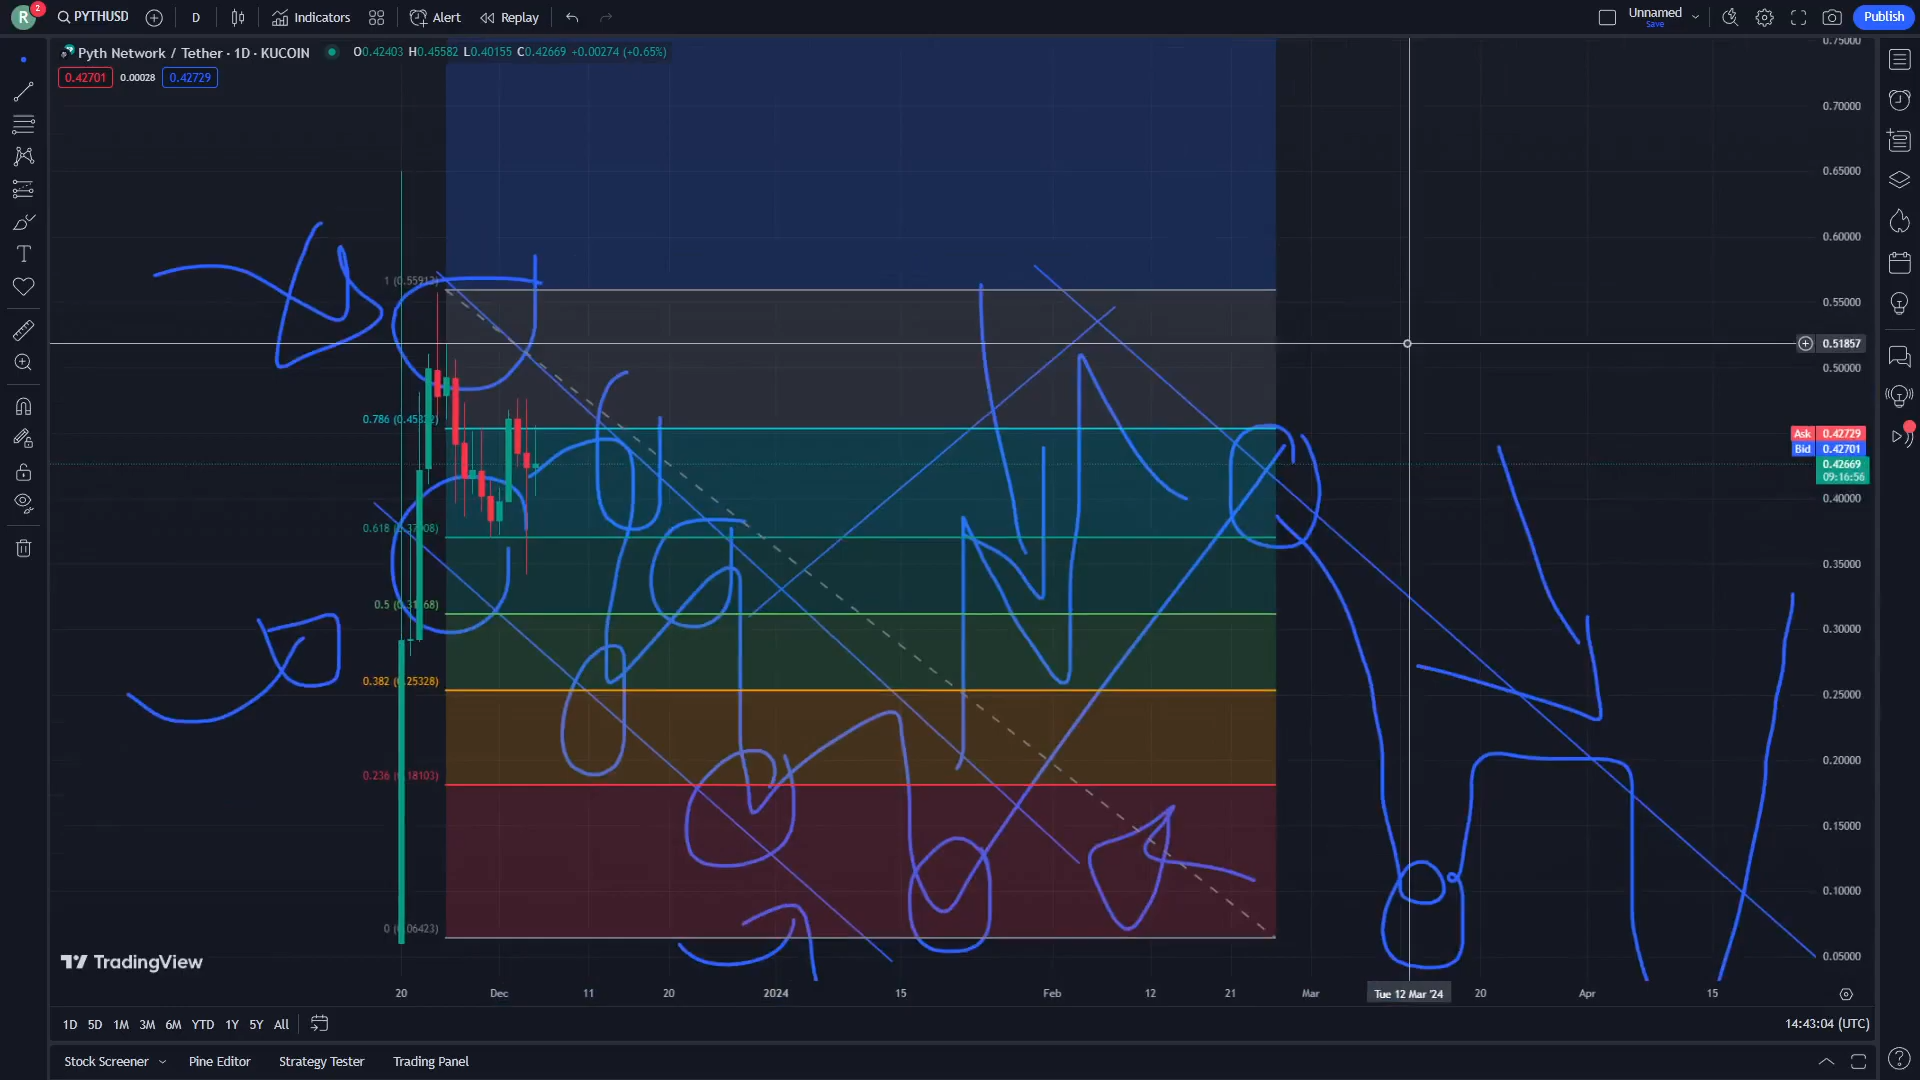 R 2 PYTHUSD D Indicators Alert Replay Unnamed Save Publish
Pyth Network / Tether · 1D · KUCOIN O0.42403 H0.45582 L0.40155 C0.42669 +0.00274 (+0.65%)
0.42701 0.00028 0.42729
0.75000
0.70000
0.65000
0.60000
1 (0.55913)
0.55000
0.51857
0.50000
0.786
Ask 0.42729
Bid 0.42701
0.42669
09:16:56
0.40000
0.618
0.35000
0.5
0.30000
0.382 (0.25328)
0.25000
0.20000
0.236
0.15000
0.10000
0
0.05000
TradingView
20 Dec 11 20 2024 15 Feb 12 21 Mar Tue 12 Mar '24 20 Apr 15
1D 5D 1M 3M 6M YTD 1Y 5Y All 14:43:04 (UTC)
Stock Screener Pine Editor Strategy Tester Trading Panel